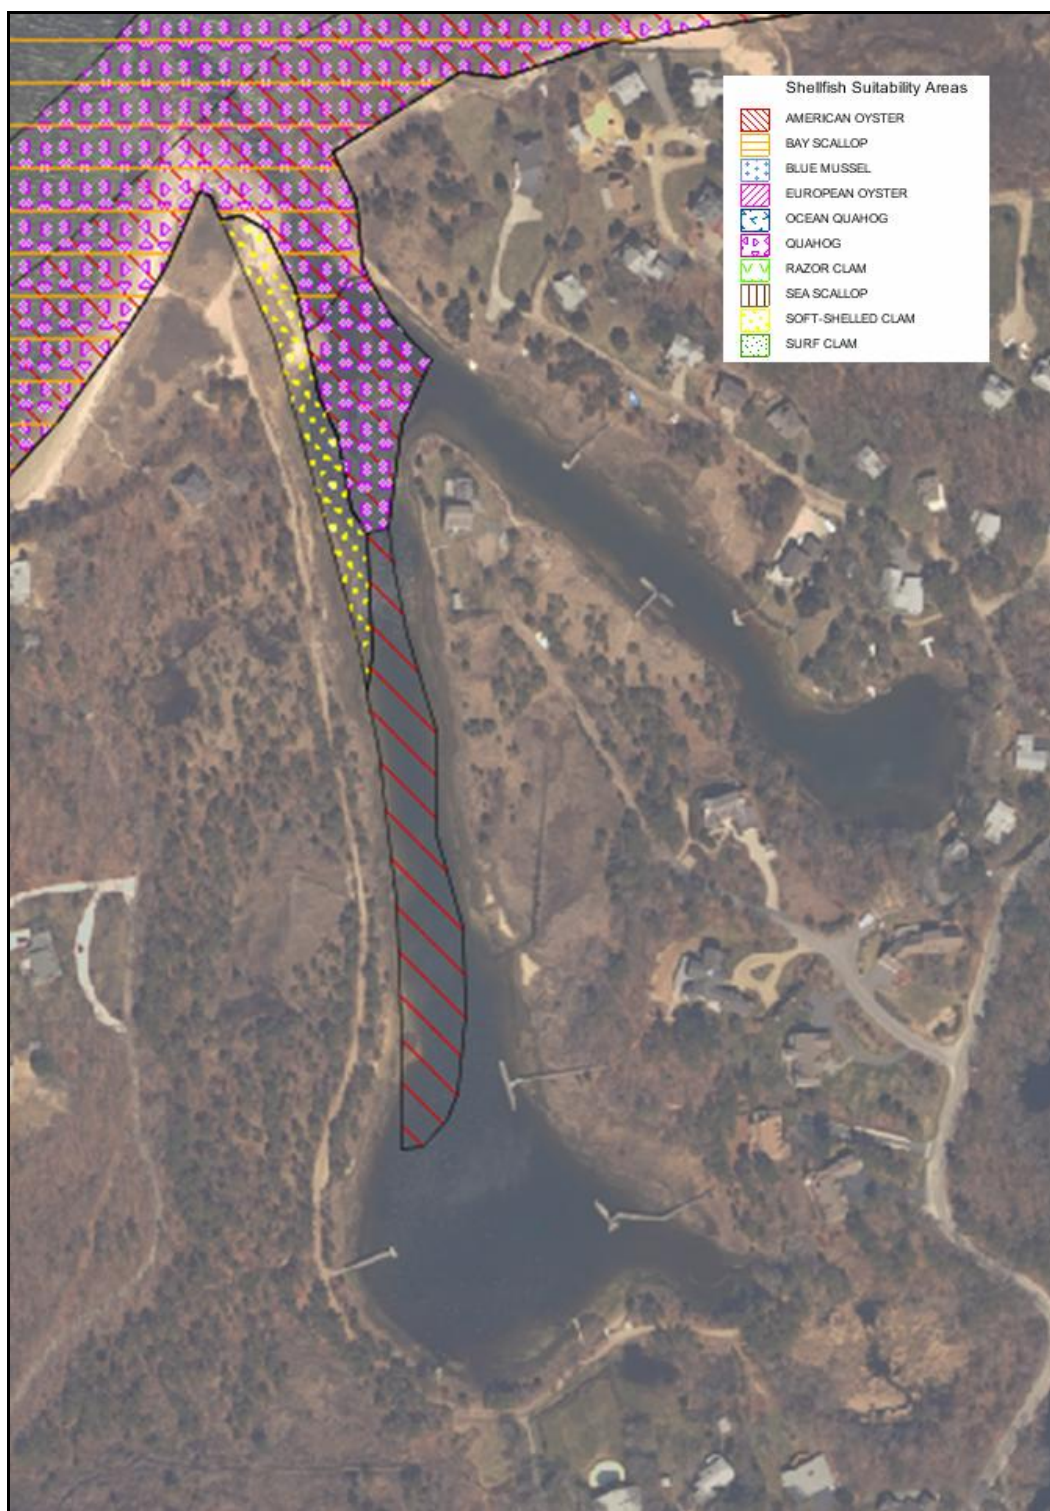 Shellfish Suitability Areas
AMERICAN OYSTER
BAY SCALLOP
BLUE MUSSEL
EUROPEAN OYSTER
OCEAN QUAHOG
QUAHOG
RAZOR CLAM
SEA SCALLOP
SOFT-SHELLED CLAM
SURF CLAM